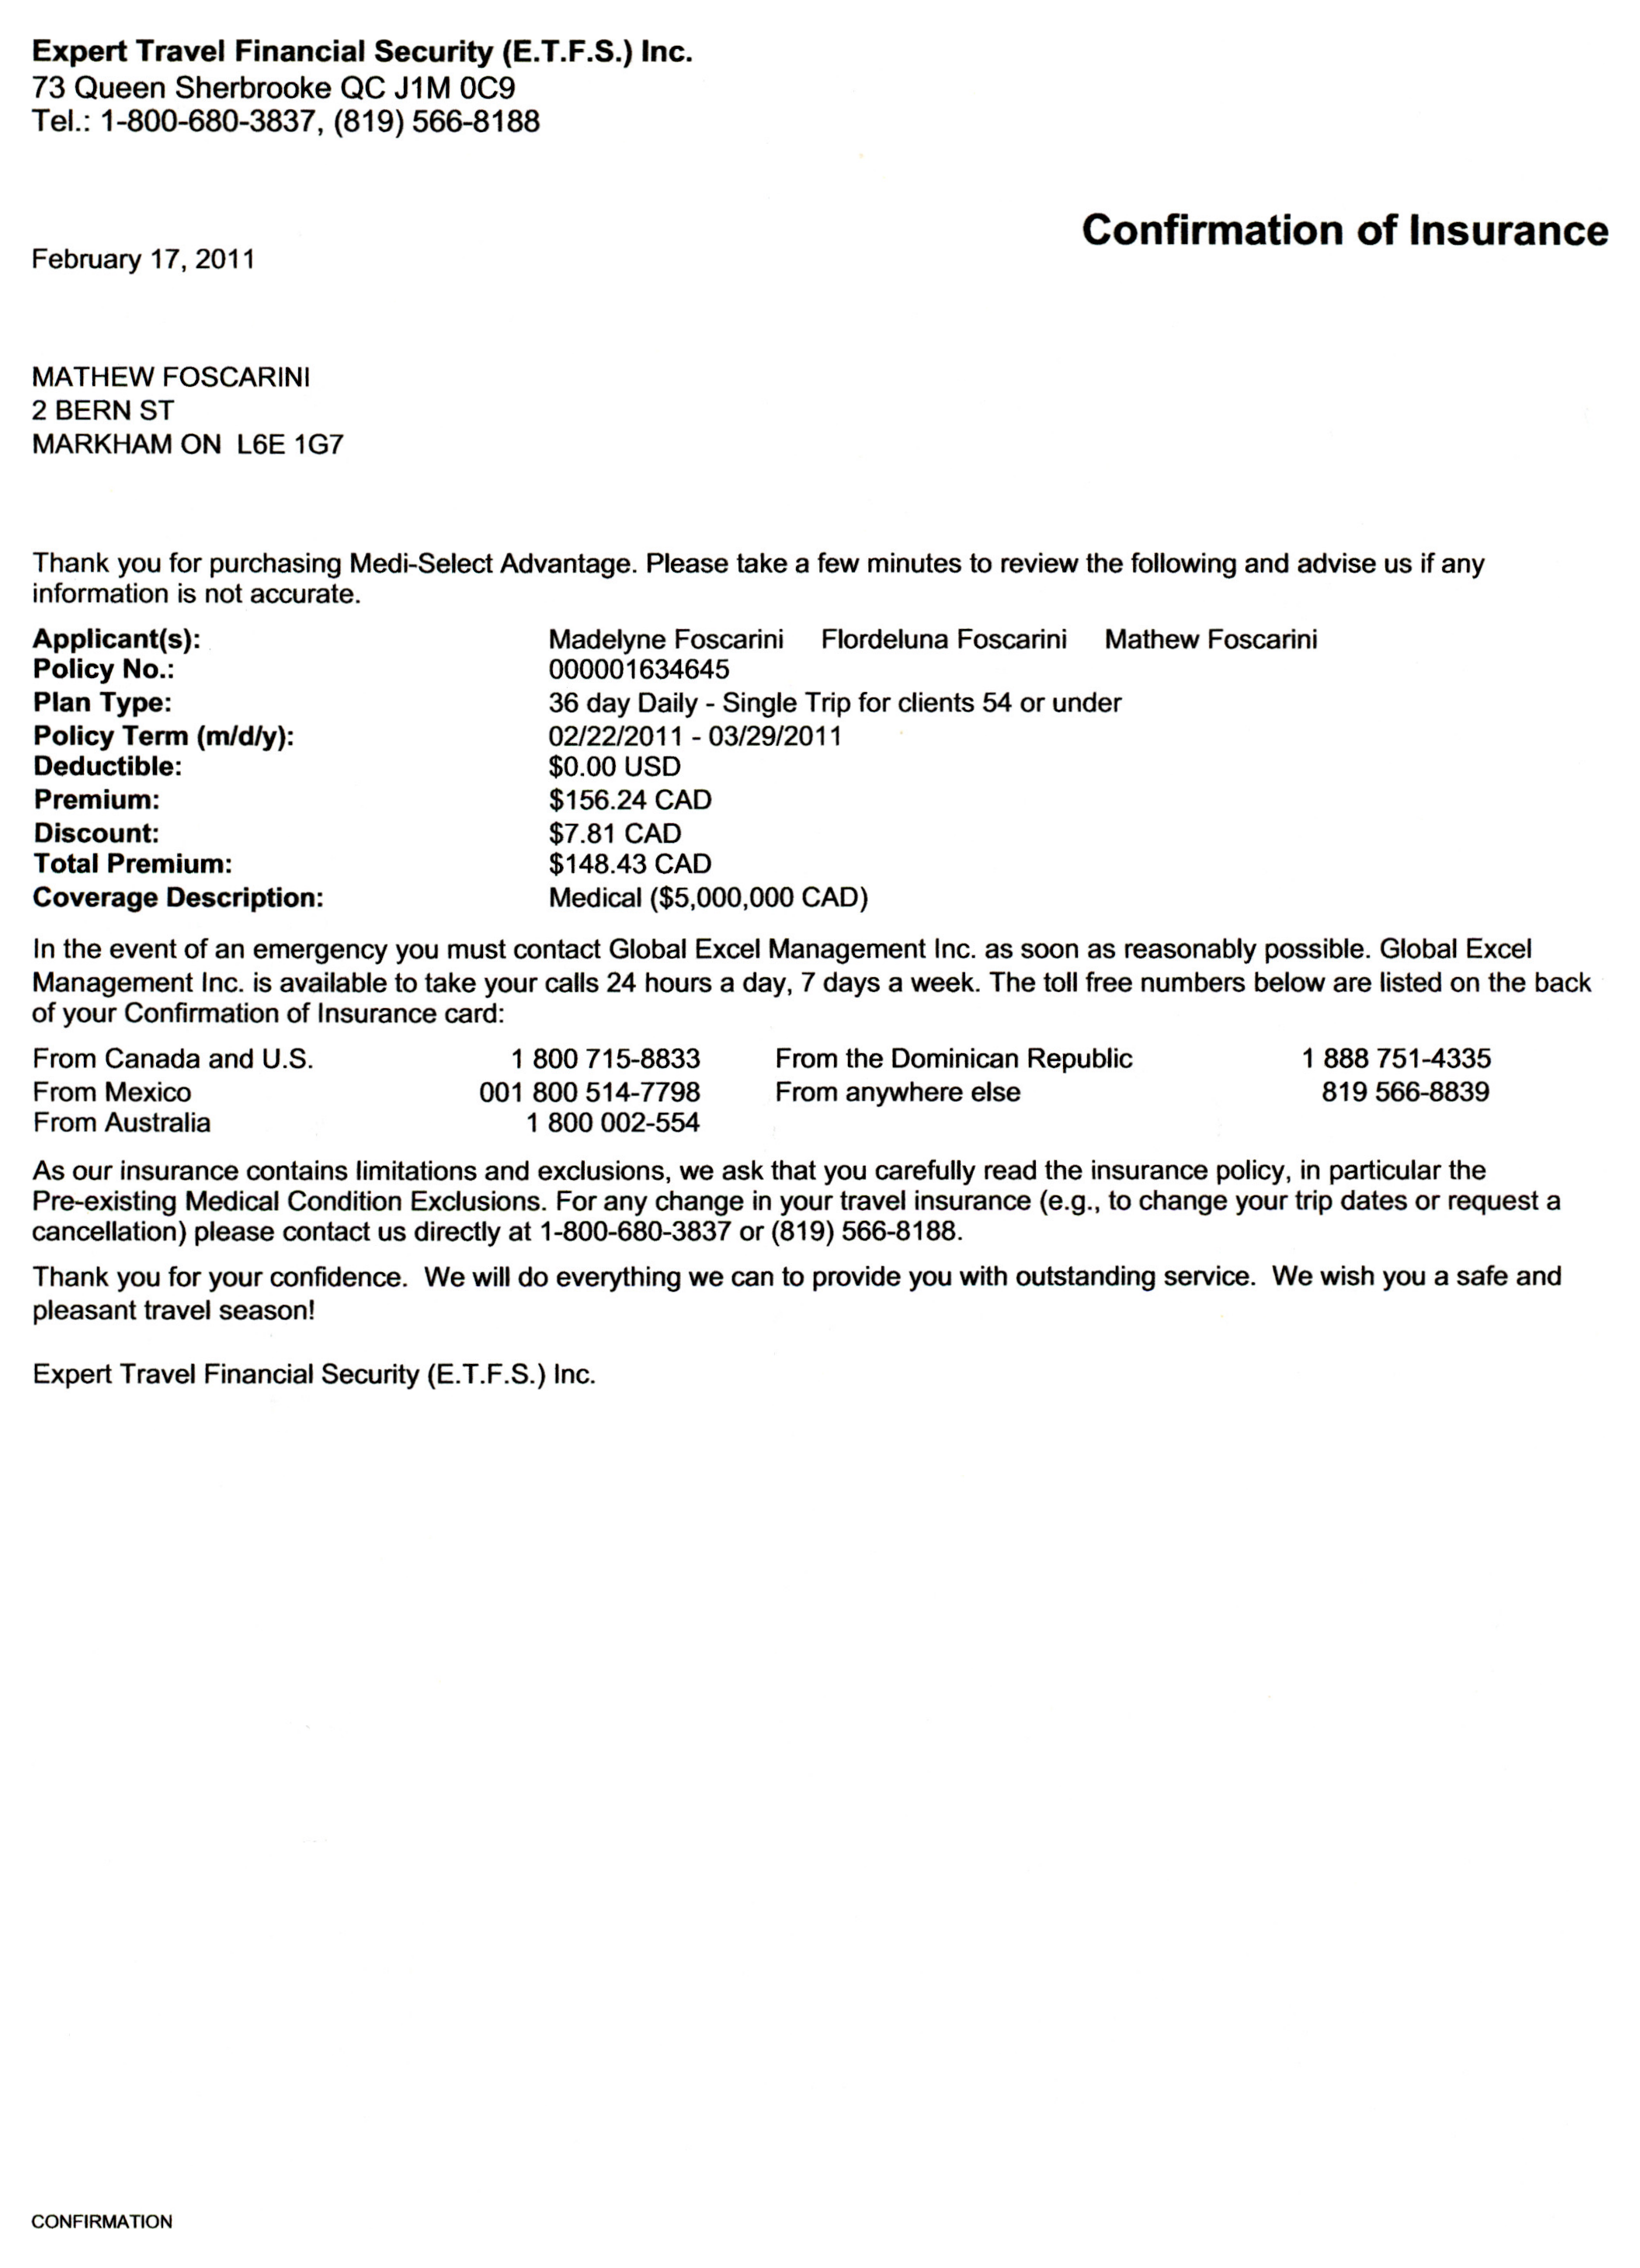 Expert Travel Financial Security (E.T.F.S.) Inc.
73 Queen Sherbrooke QC J1M 0C9
Tel.: 1-800-680-3837, (819) 566-8188
Confirmation of Insurance
February 17, 2011
MATHEW FOSCARINI
2 BERN ST
MARKHAM ON  L6E 1G7
Thank you for purchasing Medi-Select Advantage. Please take a few minutes to review the following and advise us if any
information is not accurate.
Applicant(s): Madelyne Foscarini Flordeluna Foscarini Mathew Foscarini
Policy No.: 000001634645
Plan Type: 36 day Daily - Single Trip for clients 54 or under
Policy Term (m/d/y): 02/22/2011 - 03/29/2011
Deductible: $0.00 USD
Premium: $156.24 CAD
Discount: $7.81 CAD
Total Premium: $148.43 CAD
Coverage Description: Medical ($5,000,000 CAD)
In the event of an emergency you must contact Global Excel Management Inc. as soon as reasonably possible. Global Excel
Management Inc. is available to take your calls 24 hours a day, 7 days a week. The toll free numbers below are listed on the back
of your Confirmation of Insurance card:
From Canada and U.S. 1 800 715-8833 From the Dominican Republic 1 888 751-4335
From Mexico 001 800 514-7798 From anywhere else 819 566-8839
From Australia 1 800 002-554
As our insurance contains limitations and exclusions, we ask that you carefully read the insurance policy, in particular the
Pre-existing Medical Condition Exclusions. For any change in your travel insurance (e.g., to change your trip dates or request a
cancellation) please contact us directly at 1-800-680-3837 or (819) 566-8188.
Thank you for your confidence.  We will do everything we can to provide you with outstanding service.  We wish you a safe and
pleasant travel season!
Expert Travel Financial Security (E.T.F.S.) Inc.
CONFIRMATION